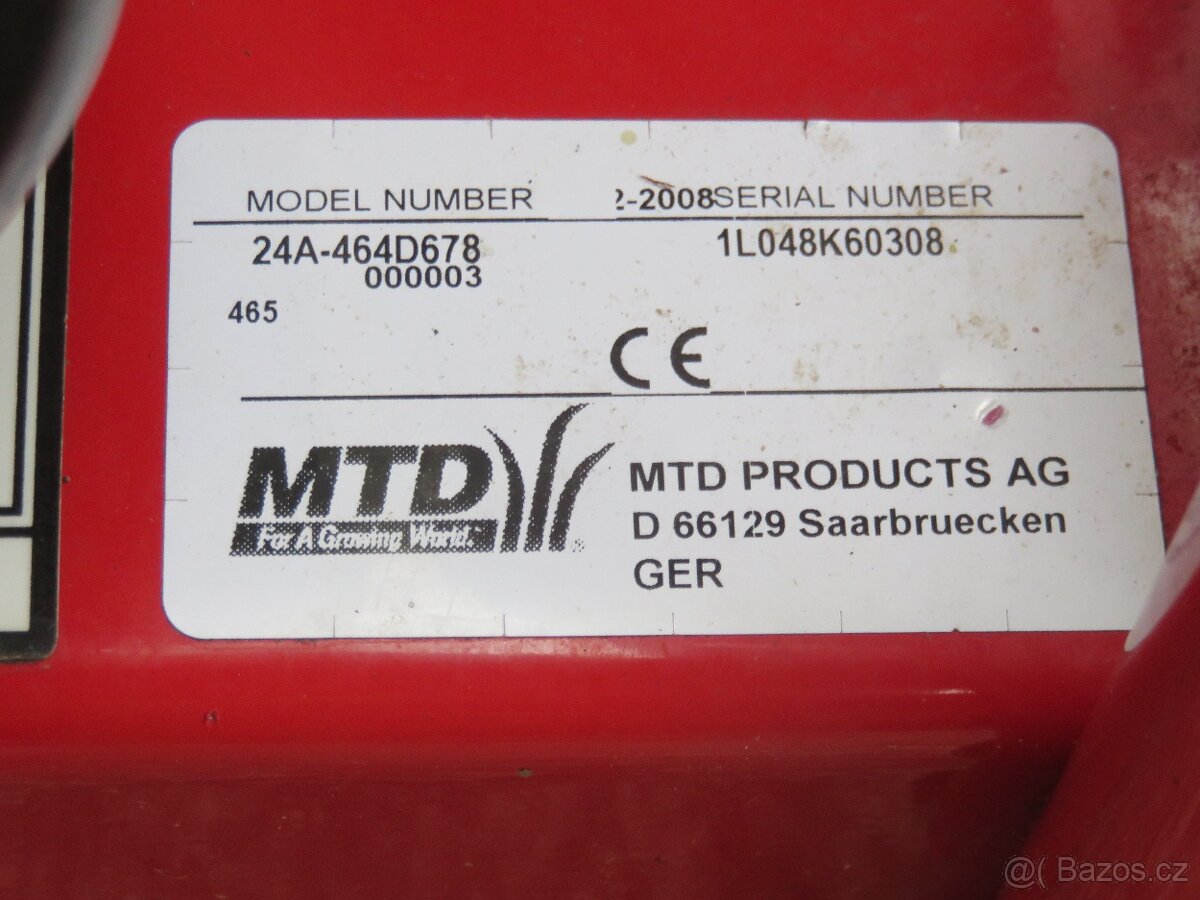 MODEL NUMBER 2-2008SERIAL NUMBER
24A-464D678 1L048K60308
000003
465
CE
MTD
For A Growing World.
MTD PRODUCTS AG
D 66129 Saarbruecken
GER
@( Bazos.cz